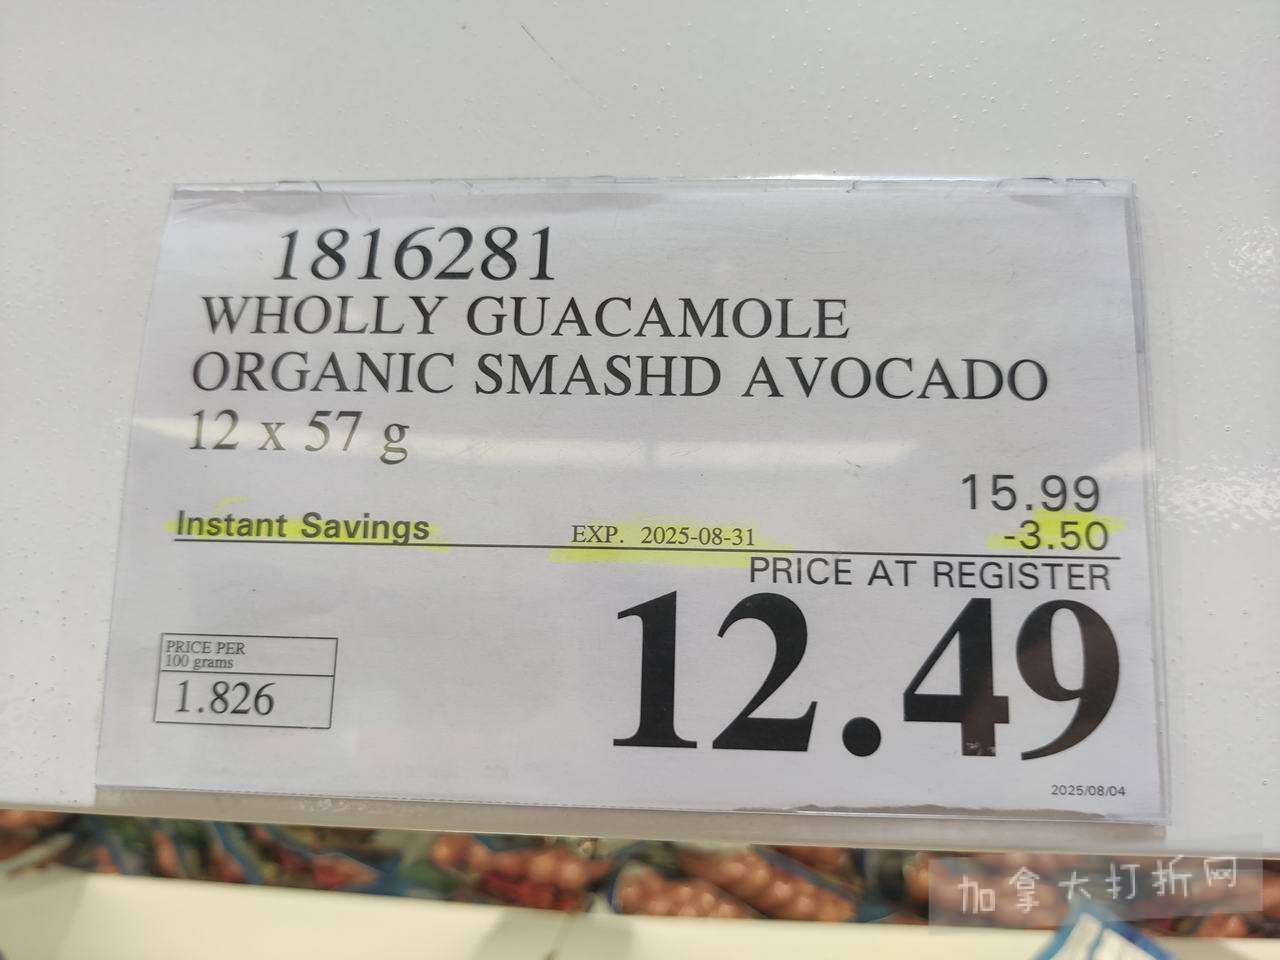 1816281
WHOLLY GUACAMOLE
ORGANIC SMASHD AVOCADO
12 x 57 g
15.99
Instant Savings EXP. 2025-08-31 -3.50
PRICE AT REGISTER
12.49
PRICE PER
100 grams
1.826
2025/08/04
加拿大打折网